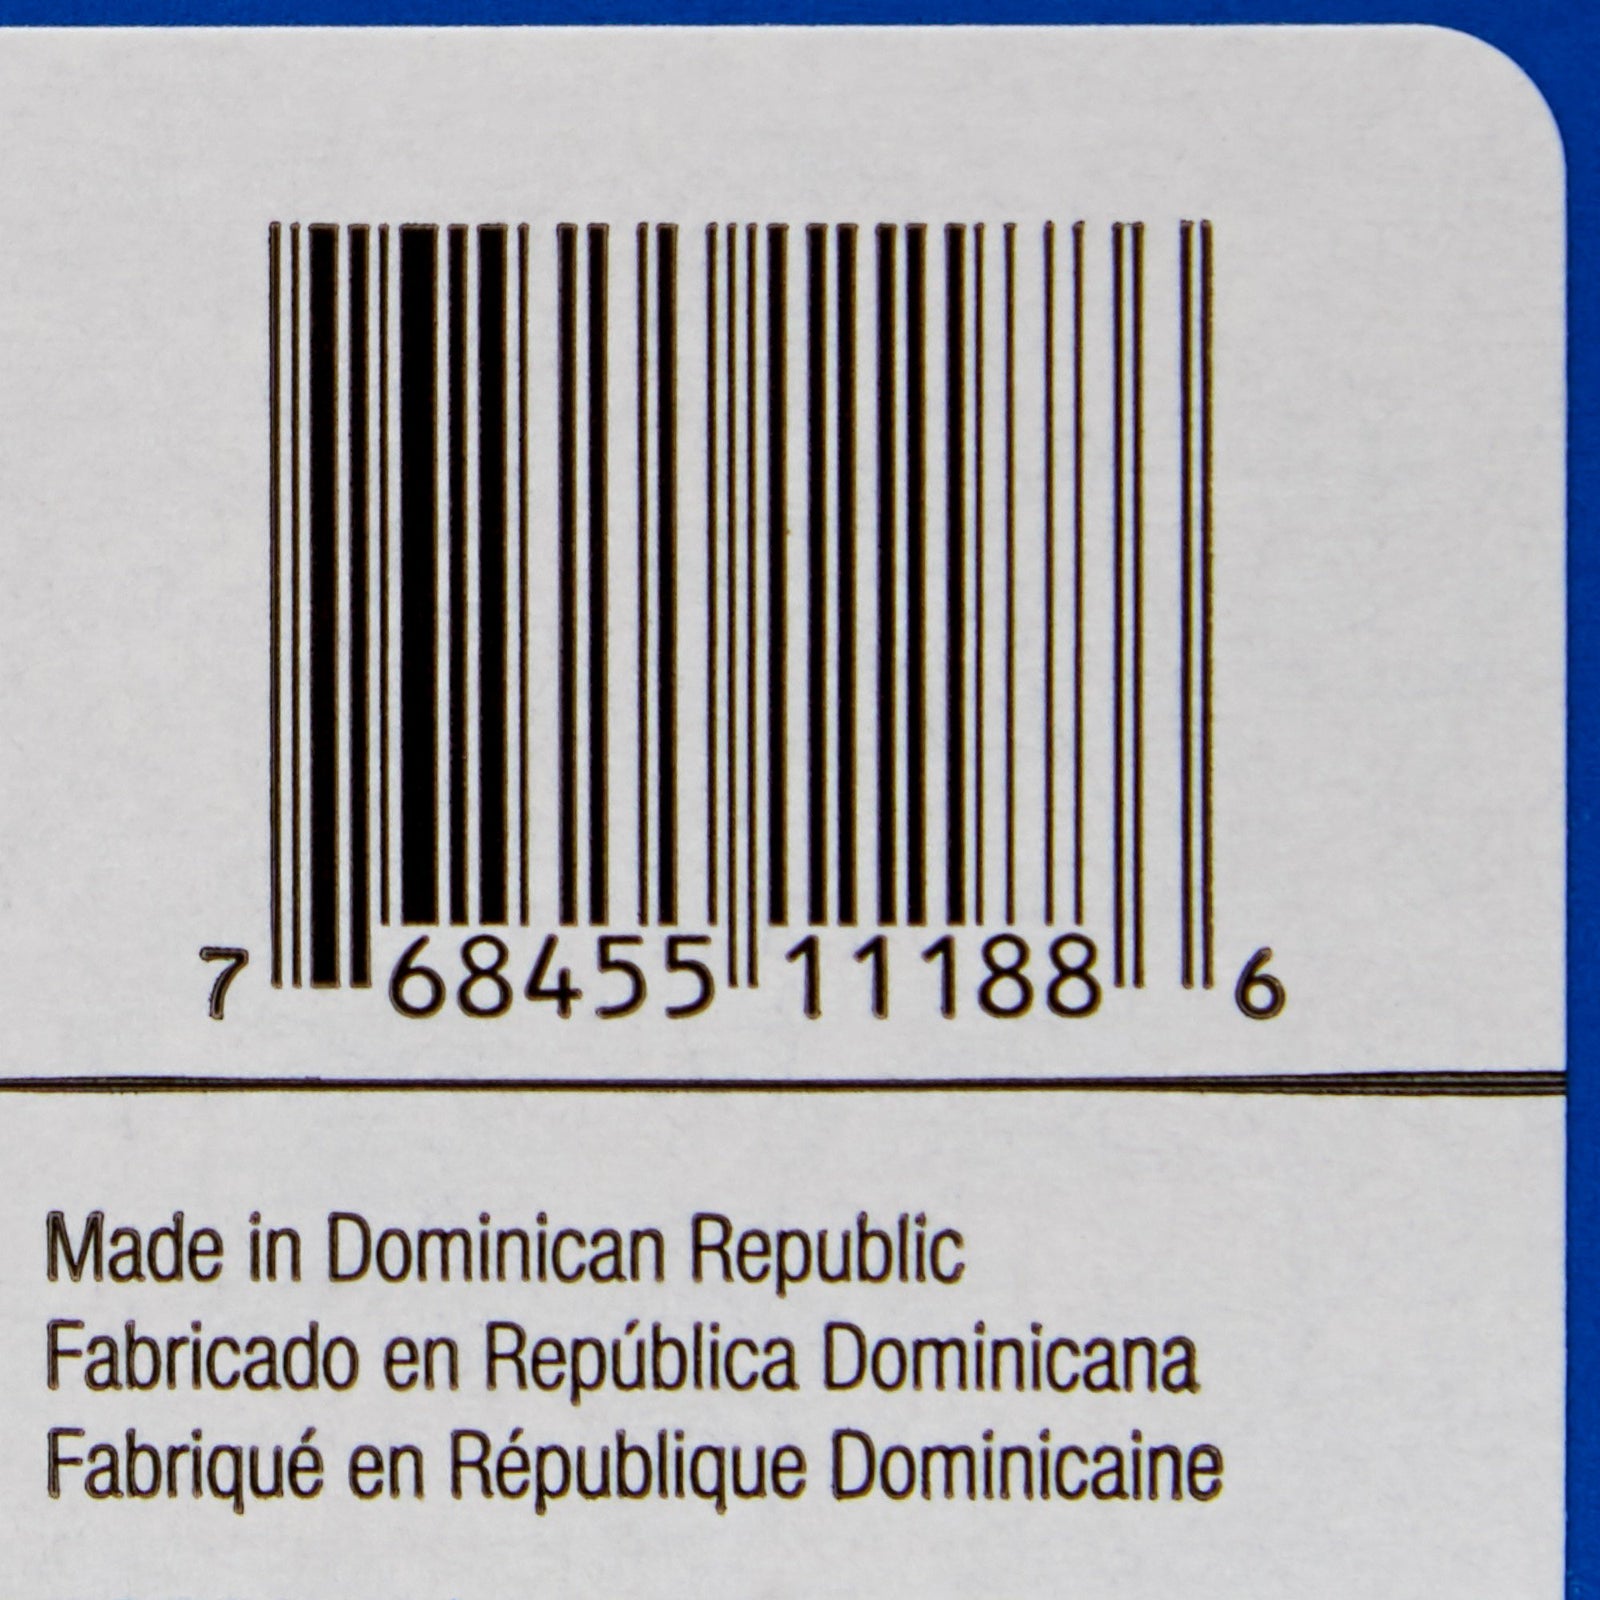 7 68455 11188 6
Made in Dominican Republic
Fabricado en República Dominicana
Fabriqué en République Dominicaine